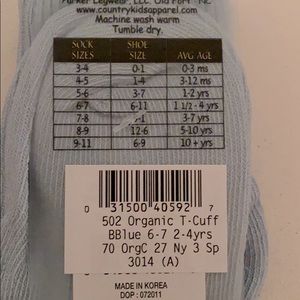 Parker Legwear, LLC. Old Fort - NC
www.countrykidsapparel.com
Machine wash warm
Tumble dry.
SOCK SIZES SHOE SIZE AVG AGE
3-4 0-1 0-3 ms
4-5 1-4 3-12 ms
5-6 3-7 1-2 yrs
6-7 6-11 1 1/2 - 4 yrs
7-8 -1 3-7 yrs
8-9 12-6 5-10 yrs
9-11 6-9 10+ yrs
0 31500 40592 7
502 Organic T-Cuff
BBlue 6-7 2-4yrs
70 OrgC 27 Ny 3 Sp
3014 (A)
MADE IN KOREA
DOP : 072011